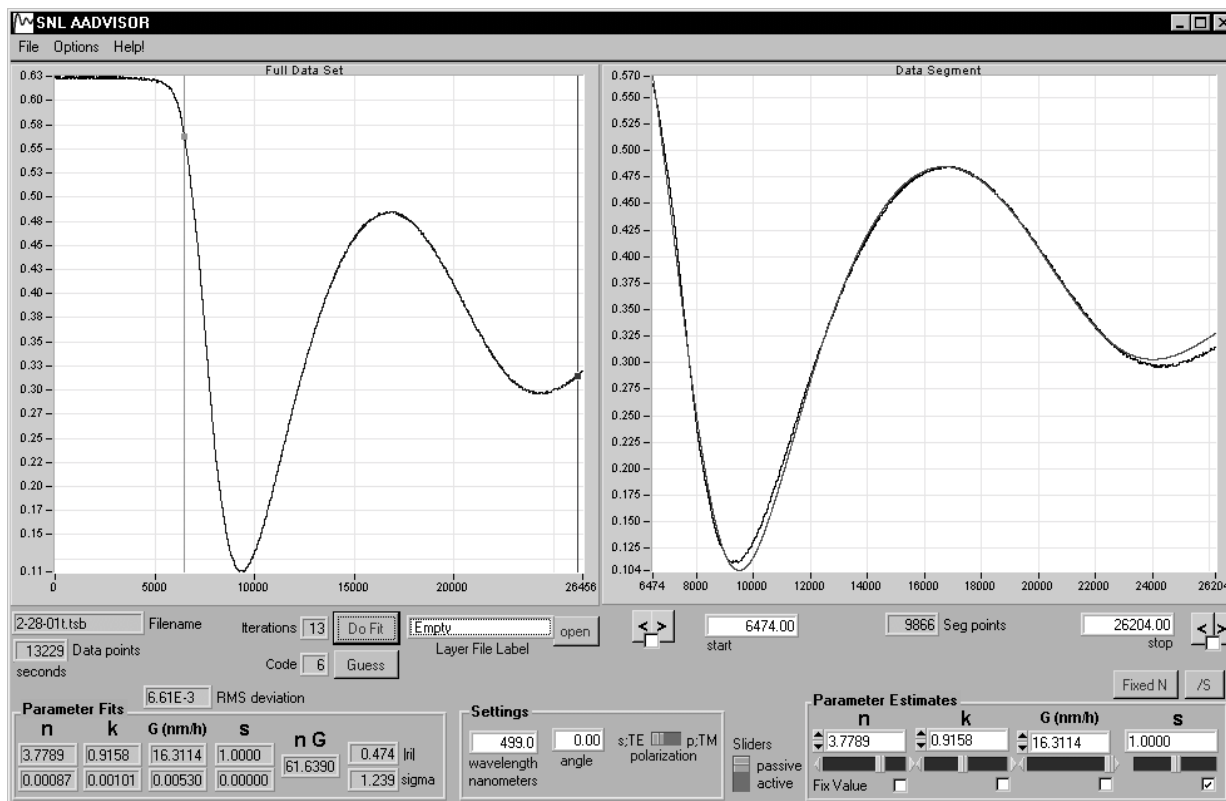 SNL AADVISOR
File Options Help!
Full Data Set
0.63
0.60
0.58
0.55
0.53
0.50
0.48
0.45
0.43
0.40
0.38
0.35
0.33
0.30
0.27
0.25
0.22
0.20
0.17
0.15
0.11
0 5000 10000 15000 20000 26456
Data Segment
0.570
0.550
0.525
0.500
0.475
0.450
0.425
0.400
0.375
0.350
0.325
0.300
0.275
0.250
0.225
0.200
0.175
0.150
0.125
0.104
6474 8000 10000 12000 14000 16000 18000 20000 22000 24000 26204
2-28-01t.tsb Filename
Iterations 13 Do Fit
Empty open
Layer File Label
< > 6474.00
start
9866 Seg points
26204.00
stop
< >
13229 Data points
seconds
Code 6 Guess
6.61E-3 RMS deviation
Fixed N /S
Parameter Fits
n k G (nm/h) s n G
3.7789 0.9158 16.3114 1.0000 61.6390 0.474 |ri|
0.00087 0.00101 0.00530 0.00000 1.239 sigma
Settings
499.0 0.00 s;TE p;TM
wavelength angle polarization
nanometers
Sliders
passive
active
Parameter Estimates
n k G (nm/h) s
3.7789 0.9158 16.3114 1.0000
Fix Value